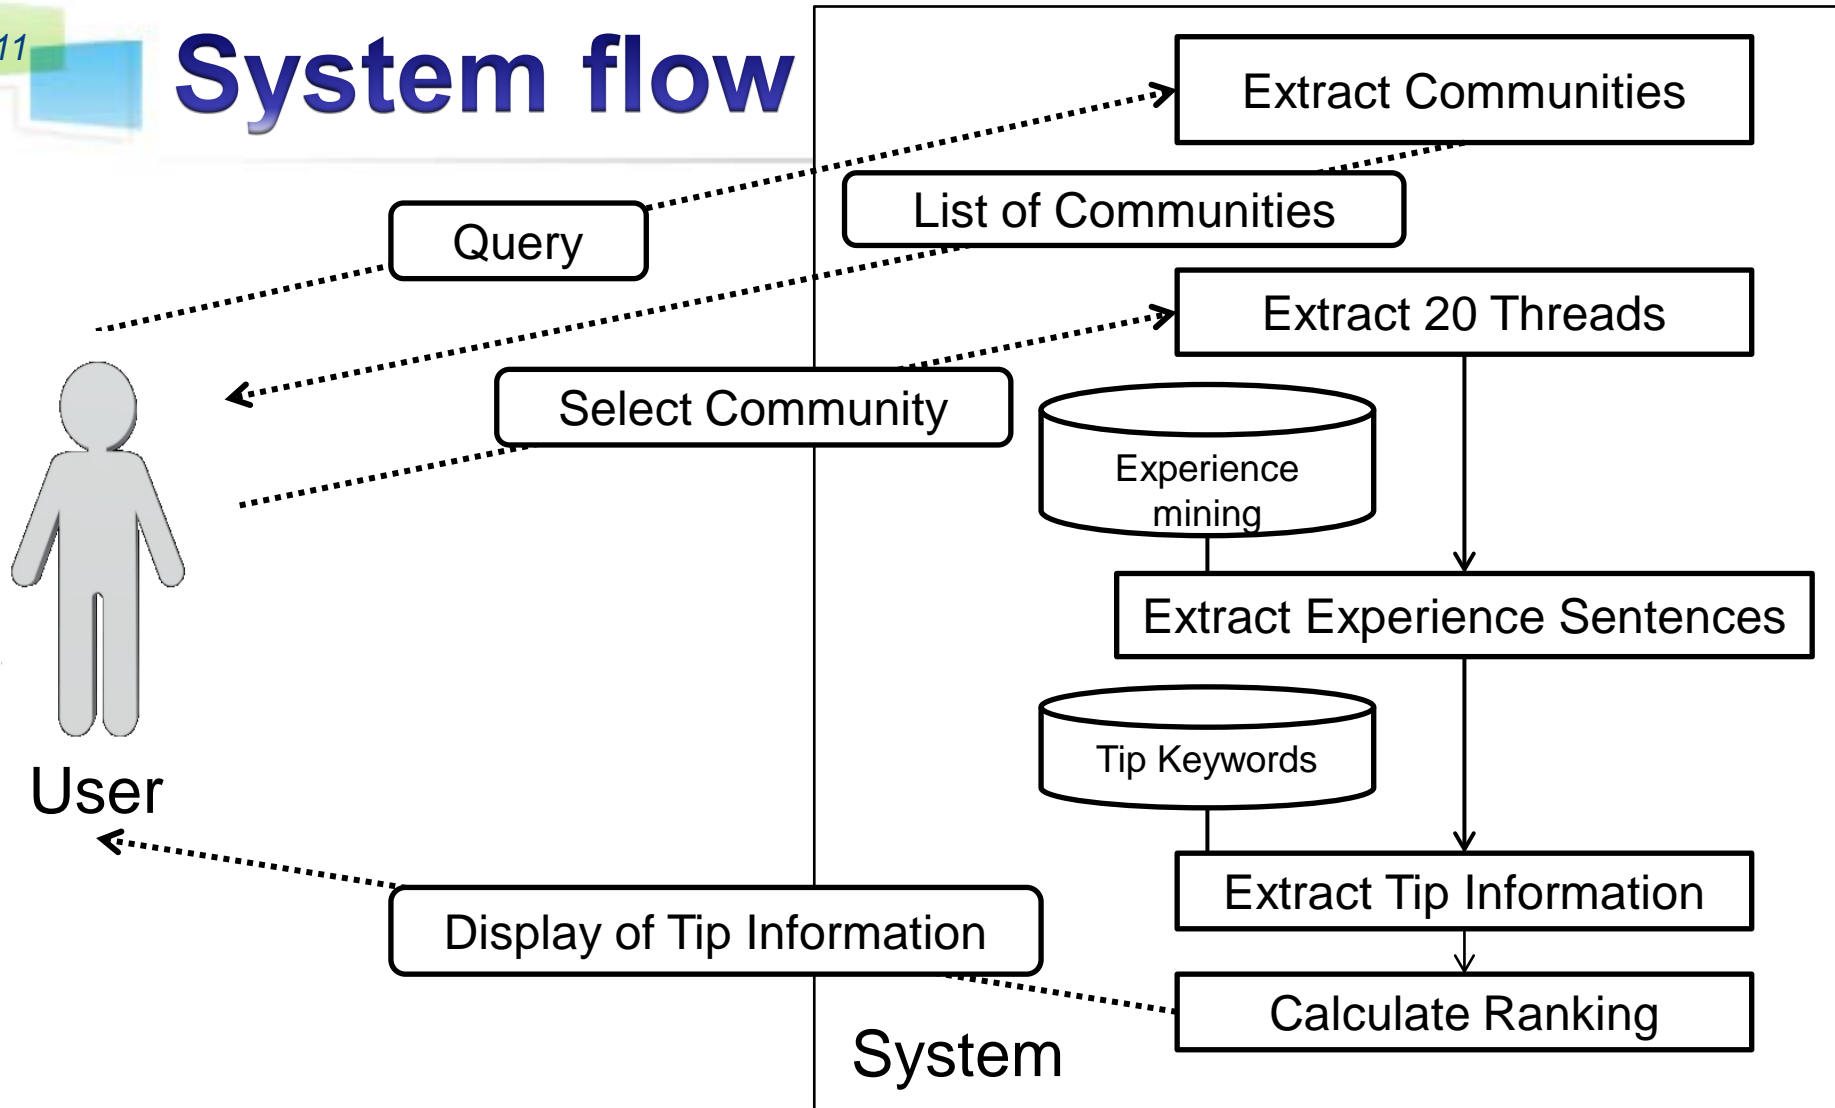 11
System flow
Extract Communities
List of Communities
Query
Extract 20 Threads
Select Community
Experience
mining
Extract Experience Sentences
Tip Keywords
User
Extract Tip Information
Display of Tip Information
Calculate Ranking
System